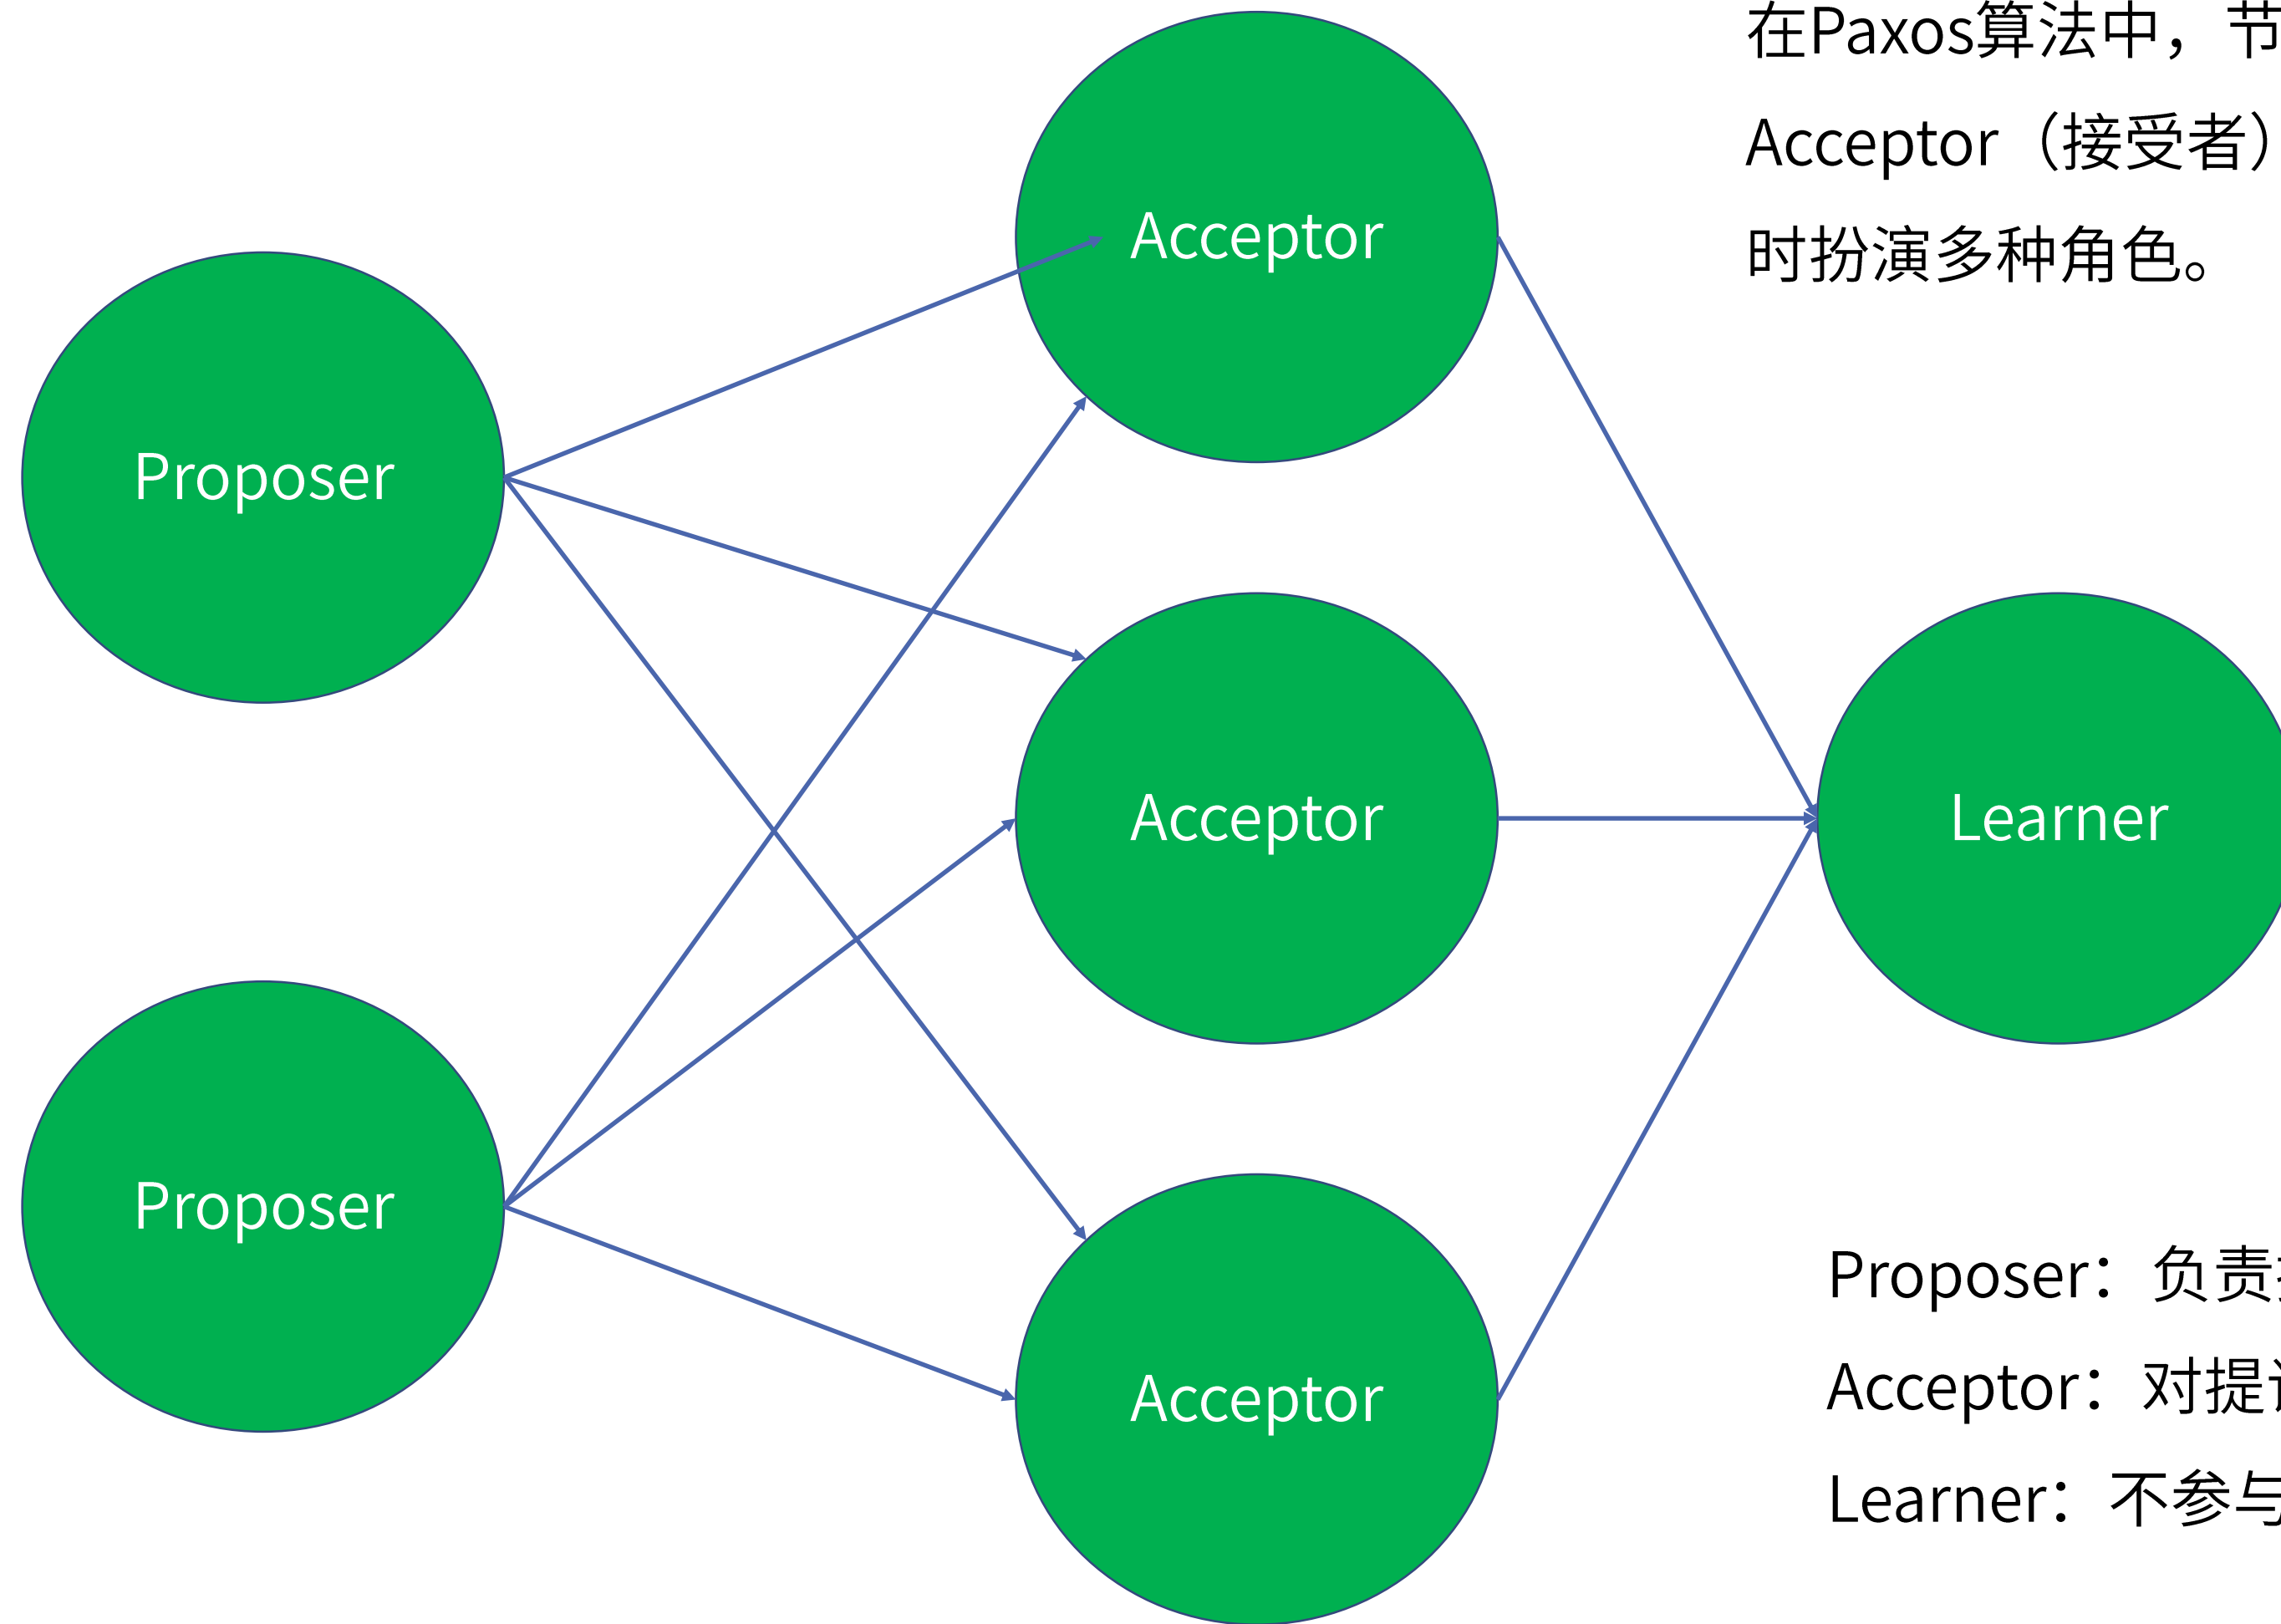 在Paxos算法中，节
Acceptor（接受者）
时扮演多种角色。
Acceptor
Proposer
Acceptor
Learner
Proposer
Acceptor
Proposer：负责
Acceptor：对提
Learner：不参与